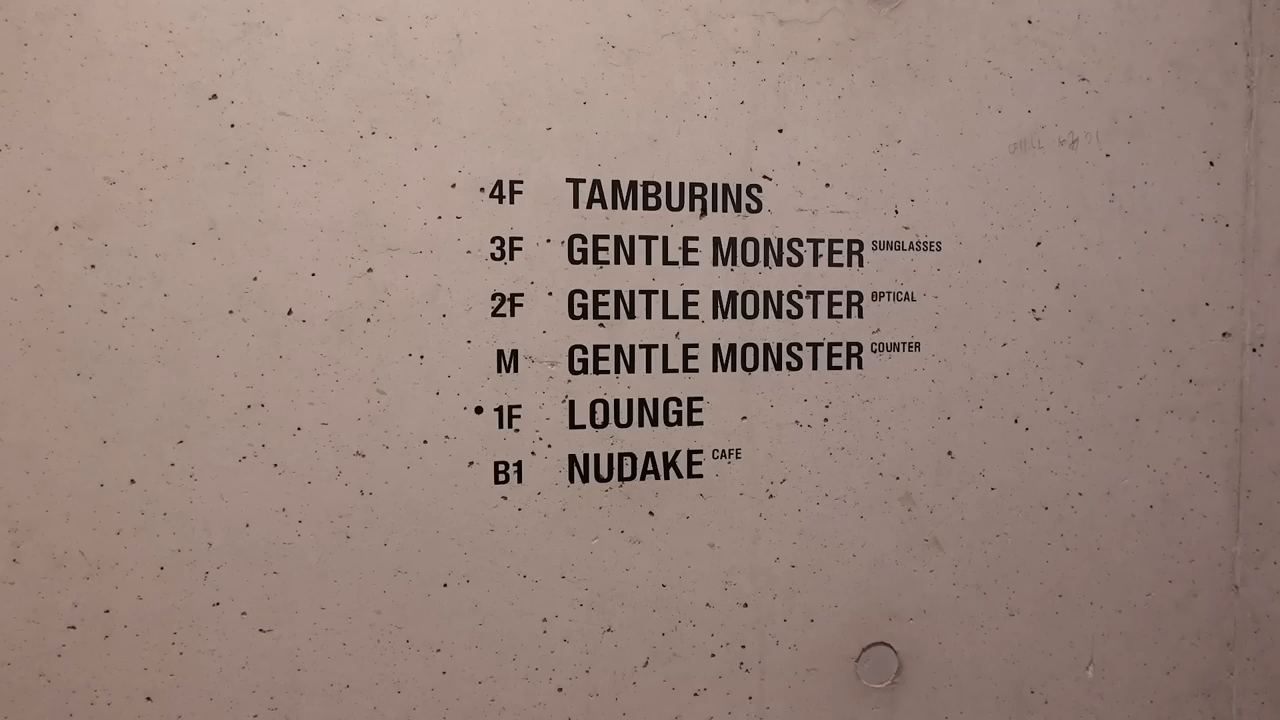 4F TAMBURINS
3F GENTLE MONSTER SUNGLASSES
2F GENTLE MONSTER OPTICAL
M GENTLE MONSTER COUNTER
1F LOUNGE
B1 NUDAKE CAFE